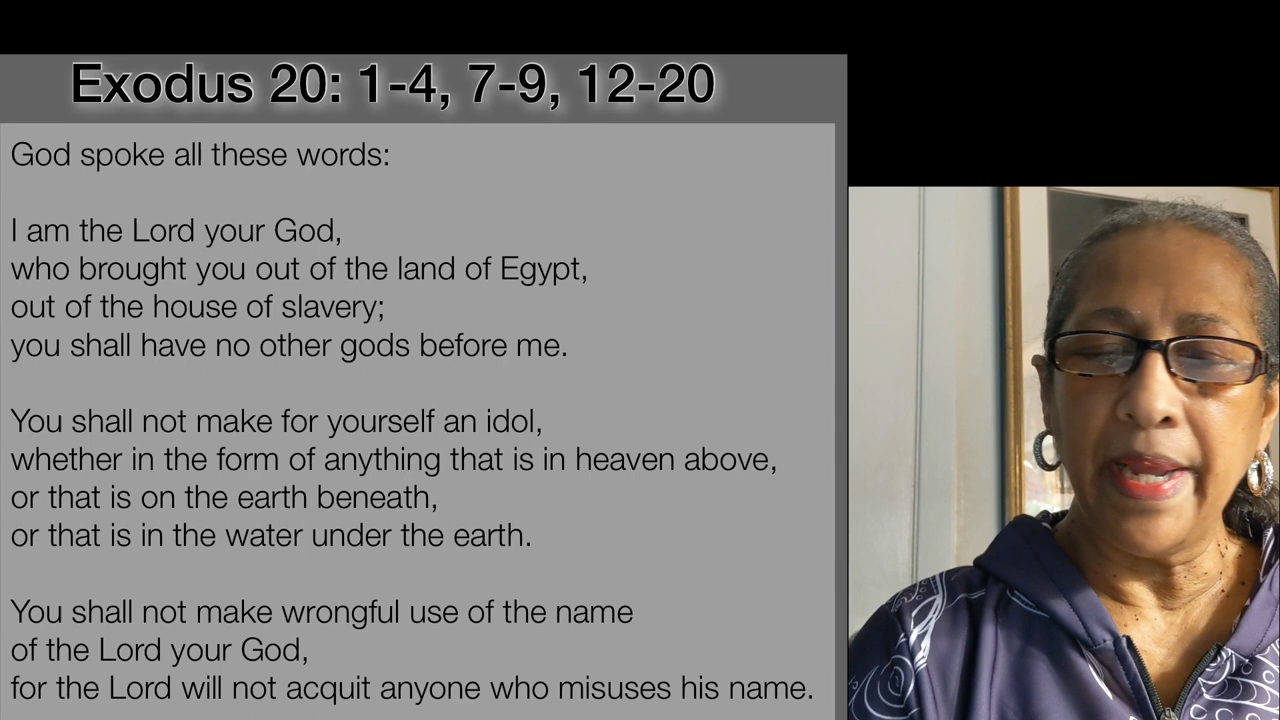 Exodus 20: 1-4, 7-9, 12-20
God spoke all these words:
I am the Lord your God,
who brought you out of the land of Egypt,
out of the house of slavery;
you shall have no other gods before me.
You shall not make for yourself an idol,
whether in the form of anything that is in heaven above,
or that is on the earth beneath,
or that is in the water under the earth.
You shall not make wrongful use of the name
of the Lord your God,
for the Lord will not acquit anyone who misuses his name.